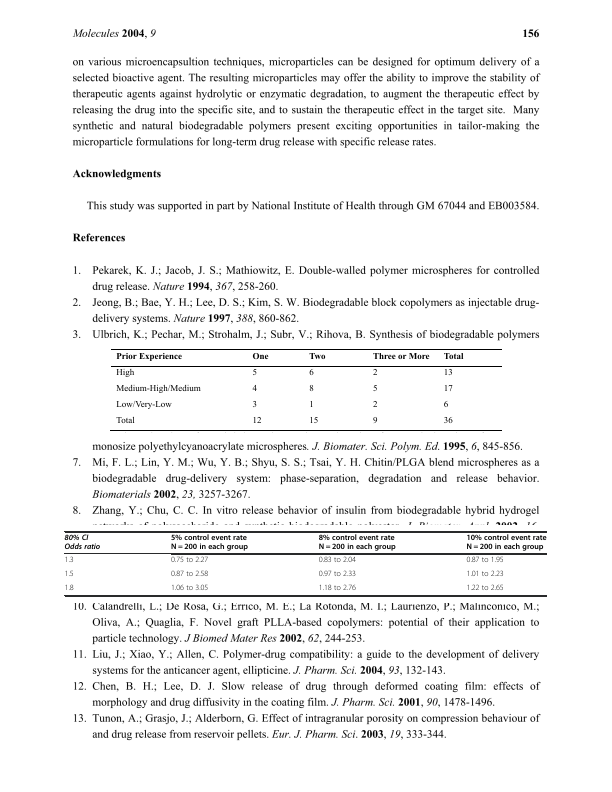 Molecules 2004, 9 156
on various microencapsultion techniques, microparticles can be designed for optimum delivery of a
selected bioactive agent. The resulting microparticles may offer the ability to improve the stability of
therapeutic agents against hydrolytic or enzymatic degradation, to augment the therapeutic effect by
releasing the drug into the specific site, and to sustain the therapeutic effect in the target site. Many
synthetic and natural biodegradable polymers present exciting opportunities in tailor-making the
microparticle formulations for long-term drug release with specific release rates.
Acknowledgments
This study was supported in part by National Institute of Health through GM 67044 and EB003584.
References
1. Pekarek, K. J.; Jacob, J. S.; Mathiowitz, E. Double-walled polymer microspheres for controlled
drug release. Nature 1994, 367, 258-260.
2. Jeong, B.; Bae, Y. H.; Lee, D. S.; Kim, S. W. Biodegradable block copolymers as injectable drug-
delivery systems. Nature 1997, 388, 860-862.
3. Ulbrich, K.; Pechar, M.; Strohalm, J.; Subr, V.; Rihova, B. Synthesis of biodegradable polymers
Prior Experience One Two Three or More Total
High 5 6 2 13
Medium-High/Medium 4 8 5 17
Low/Very-Low 3 1 2 6
Total 12 15 9 36
monosize polyethylcyanoacrylate microspheres. J. Biomater. Sci. Polym. Ed. 1995, 6, 845-856.
7. Mi, F. L.; Lin, Y. M.; Wu, Y. B.; Shyu, S. S.; Tsai, Y. H. Chitin/PLGA blend microspheres as a
biodegradable drug-delivery system: phase-separation, degradation and release behavior.
Biomaterials 2002, 23, 3257-3267.
8. Zhang, Y.; Chu, C. C. In vitro release behavior of insulin from biodegradable hybrid hydrogel
80% CI 5% control event rate 8% control event rate 10% control event rate
Odds ratio N = 200 in each group N = 200 in each group N = 200 in each group
1.3 0.75 to 2.27 0.83 to 2.04 0.87 to 1.95
1.5 0.87 to 2.58 0.97 to 2.33 1.01 to 2.23
1.8 1.06 to 3.05 1.18 to 2.76 1.22 to 2.65
10. Calandrelli, L.; De Rosa, G.; Errico, M. E.; La Rotonda, M. I.; Laurienzo, P.; Malinconico, M.;
Oliva, A.; Quaglia, F. Novel graft PLLA-based copolymers: potential of their application to
particle technology. J Biomed Mater Res 2002, 62, 244-253.
11. Liu, J.; Xiao, Y.; Allen, C. Polymer-drug compatibility: a guide to the development of delivery
systems for the anticancer agent, ellipticine. J. Pharm. Sci. 2004, 93, 132-143.
12. Chen, B. H.; Lee, D. J. Slow release of drug through deformed coating film: effects of
morphology and drug diffusivity in the coating film. J. Pharm. Sci. 2001, 90, 1478-1496.
13. Tunon, A.; Grasjo, J.; Alderborn, G. Effect of intragranular porosity on compression behaviour of
and drug release from reservoir pellets. Eur. J. Pharm. Sci. 2003, 19, 333-344.